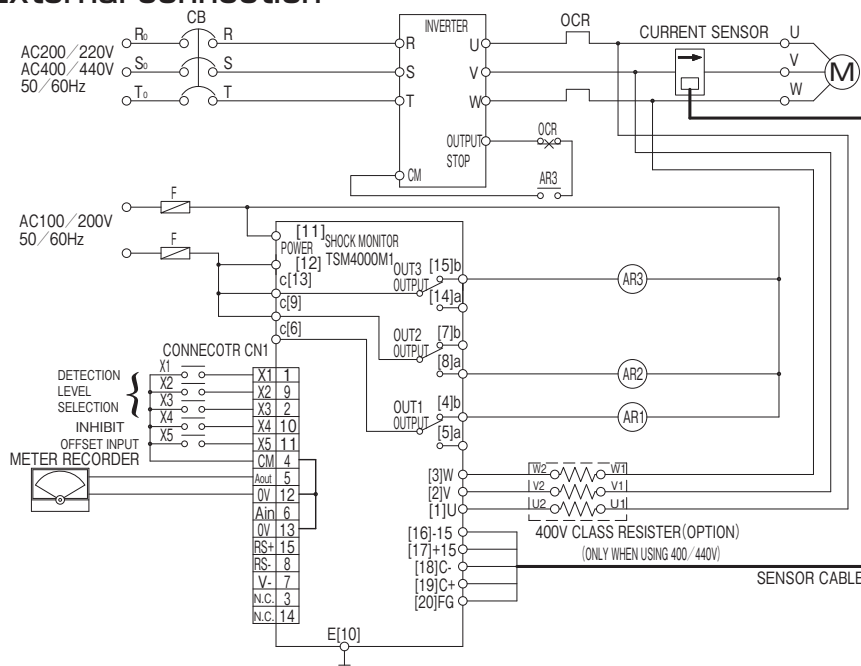 External connection
CB
INVERTER
OCR
CURRENT SENSOR
AC200/220V
AC400/440V
50/60Hz
R0
R
R
U
U
S0
S
S
V
V
T0
T
T
W
W
M
OUTPUT
STOP
OCR
CM
AR3
AC100/200V
50/60Hz
F
F
[11]
POWER
[12]
SHOCK MONITOR
TSM4000M1
c[13]
OUT3
OUTPUT
[15]b
[14]a
AR3
c[9]
c[6]
OUT2
OUTPUT
[7]b
[8]a
AR2
OUT1
OUTPUT
[4]b
[5]a
AR1
CONNECOTR CN1
DETECTION
LEVEL
SELECTION
INHIBIT
OFFSET INPUT
X1
X2
X3
X4
X5
X1 1
X2 9
X3 2
X4 10
X5 11
CM 4
Aout 5
0V 12
Ain 6
0V 13
RS+ 15
RS- 8
V- 7
N.C. 3
N.C. 14
METER RECORDER
[3]W
[2]V
[1]U
W2 W1
V2 V1
U2 U1
400V CLASS RESISTER(OPTION)
(ONLY WHEN USING 400/440V)
[16]-15
[17]+15
[18]C-
[19]C+
[20]FG
SENSOR CABLE
E[10]